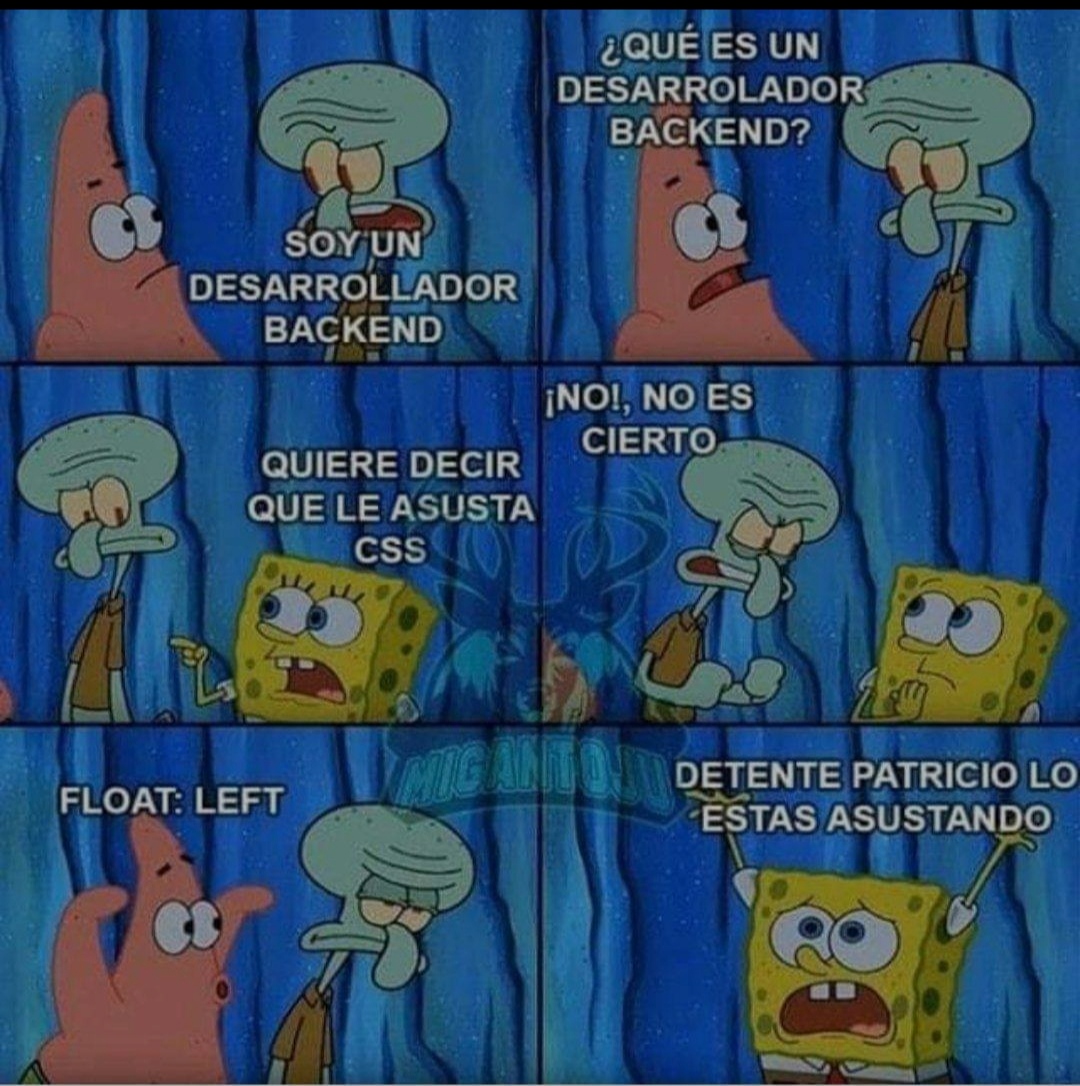 SOY UN
DESARROLLADOR
BACKEND
¿QUÉ ES UN
DESARROLADOR
BACKEND?
QUIERE DECIR
QUE LE ASUSTA
CSS
¡NO!, NO ES
CIERTO
FLOAT: LEFT
MIGANTOJU
DETENTE PATRICIO LO
ESTAS ASUSTANDO